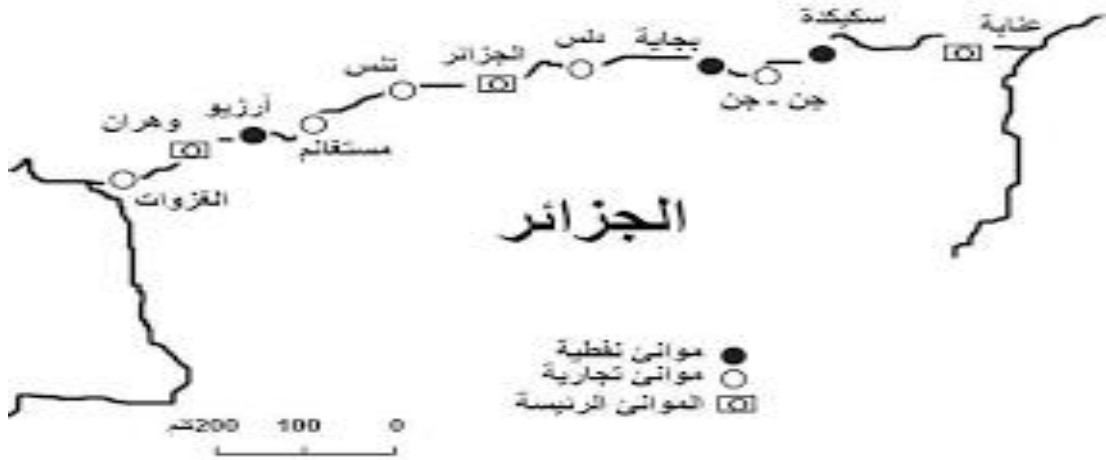 سكيكدة
عنابة
بجاية
دلس
الجزائر
جن - جن
تنس
أرزيو
وهران
مستغانم
الغزوات
الجزائر
موانئ نفطية
موانئ تجارية
الموانئ الرئيسة
0 100 200كم